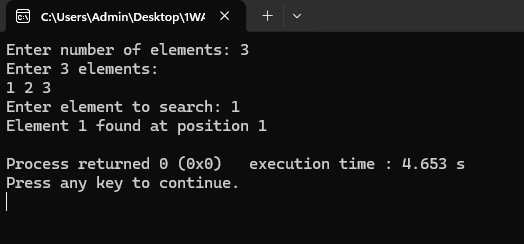 C:\Users\Admin\Desktop\1WA
Enter number of elements: 3
Enter 3 elements:
1 2 3
Enter element to search: 1
Element 1 found at position 1
Process returned 0 (0x0)   execution time : 4.653 s
Press any key to continue.